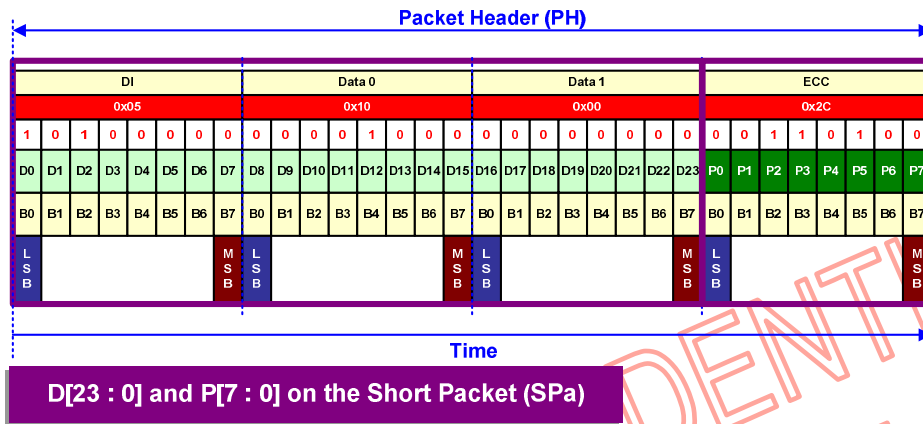 Packet Header (PH)
DI Data 0 Data 1 ECC
0x05 0x10 0x00 0x2C
1 0 1 0 0 0 0 0 0 0 0 0 1 0 0 0 0 0 0 0 0 0 0 0 0 0 1 1 0 1 0 0
D0 D1 D2 D3 D4 D5 D6 D7 D8 D9 D10 D11 D12 D13 D14 D15 D16 D17 D18 D19 D20 D21 D22 D23 P0 P1 P2 P3 P4 P5 P6 P7
B0 B1 B2 B3 B4 B5 B6 B7 B0 B1 B2 B3 B4 B5 B6 B7 B0 B1 B2 B3 B4 B5 B6 B7 B0 B1 B2 B3 B4 B5 B6 B7
LSB MSB LSB MSB LSB MSB LSB MSB
Time
D[23 : 0] and P[7 : 0] on the Short Packet (SPa)